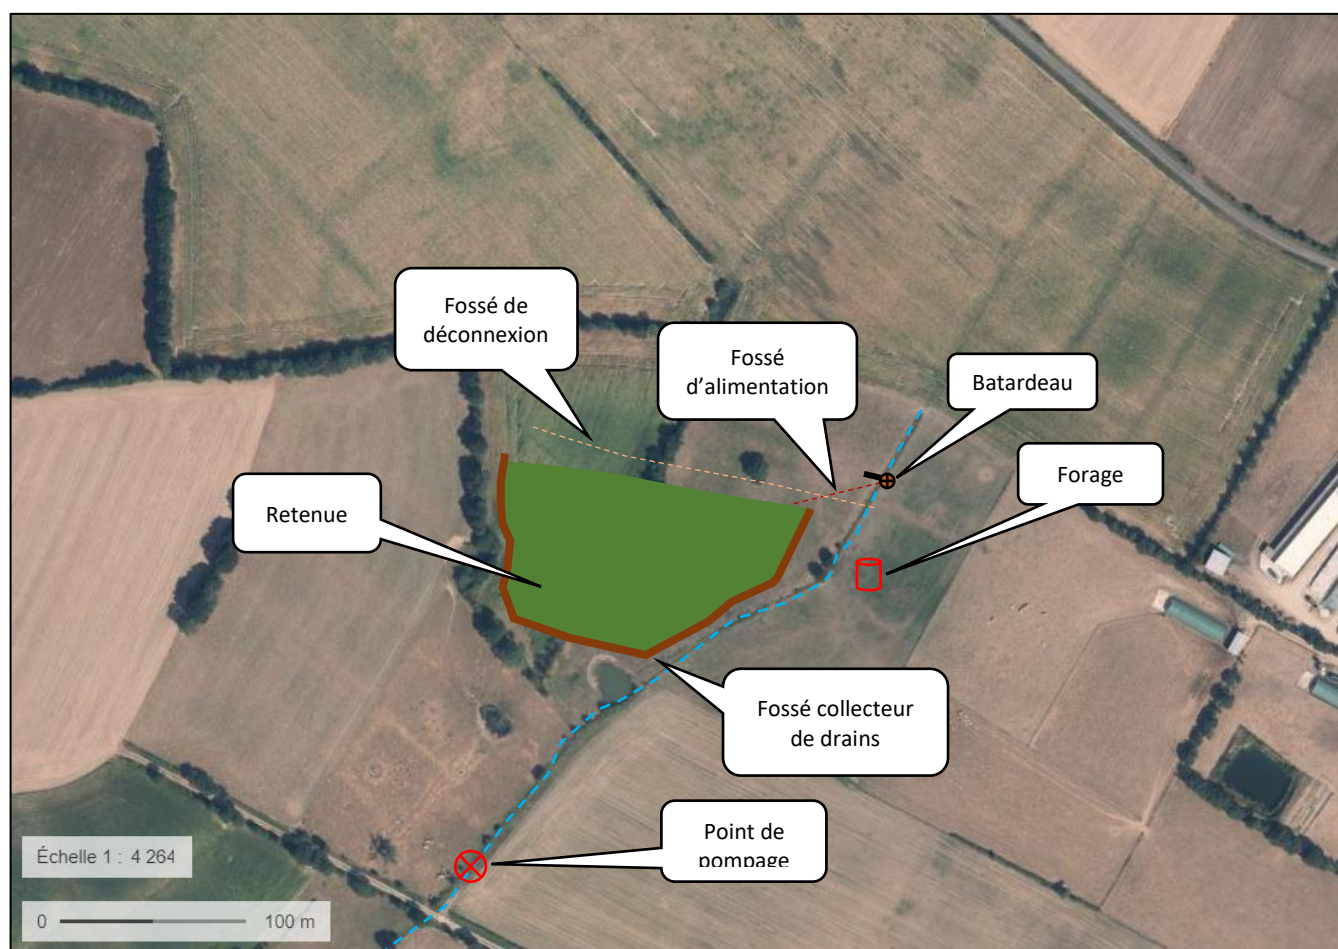 Fossé de
déconnexion
Fossé
d’alimentation
Batardeau
Forage
Retenue
Fossé collecteur
de drains
Point de
pompage
Échelle 1 : 4 264
0 100 m